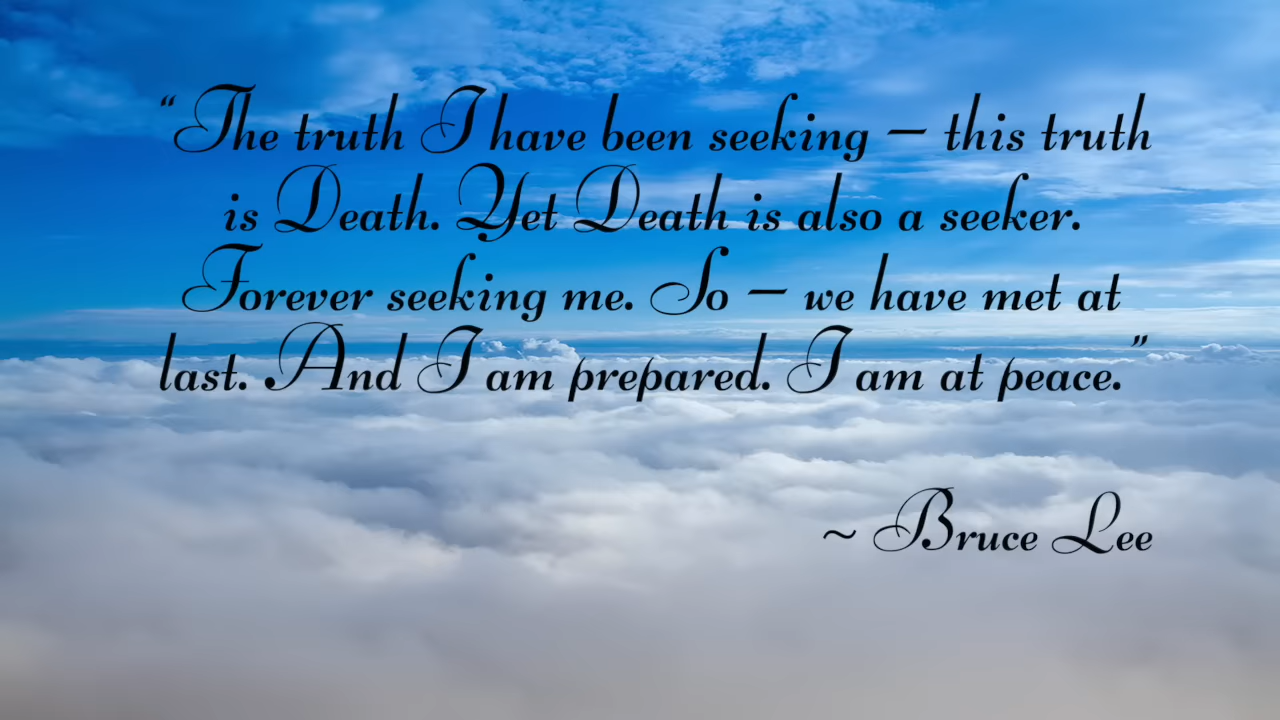 “The truth I have been seeking – this truth
is Death. Yet Death is also a seeker.
Forever seeking me. So – we have met at
last. And I am prepared. I am at peace.”
~ Bruce Lee